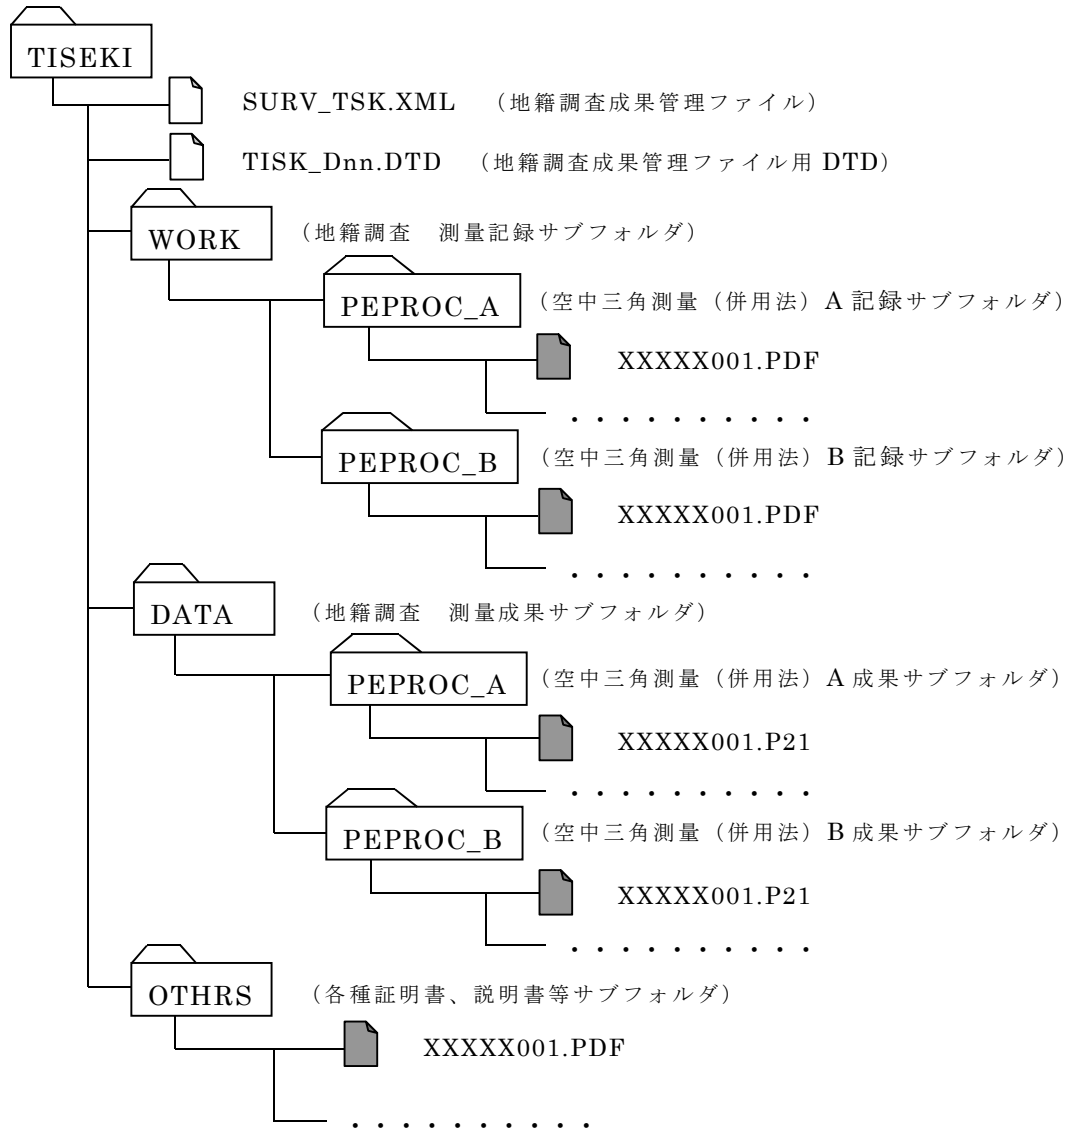 TISEKI
SURV_TSK.XML （地籍調査成果管理ファイル）
TISK_Dnn.DTD （地籍調査成果管理ファイル用 DTD）
WORK （地籍調査　測量記録サブフォルダ）
PEPROC_A （空中三角測量（併用法）A 記録サブフォルダ）
XXXXX001.PDF
・・・・・・・・・・
PEPROC_B （空中三角測量（併用法）B 記録サブフォルダ）
XXXXX001.PDF
・・・・・・・・・・
DATA （地籍調査　測量成果サブフォルダ）
PEPROC_A （空中三角測量（併用法）A 成果サブフォルダ）
XXXXX001.P21
・・・・・・・・・・
PEPROC_B （空中三角測量（併用法）B 成果サブフォルダ）
XXXXX001.P21
・・・・・・・・・・
OTHRS （各種証明書、説明書等サブフォルダ）
XXXXX001.PDF
・・・・・・・・・・